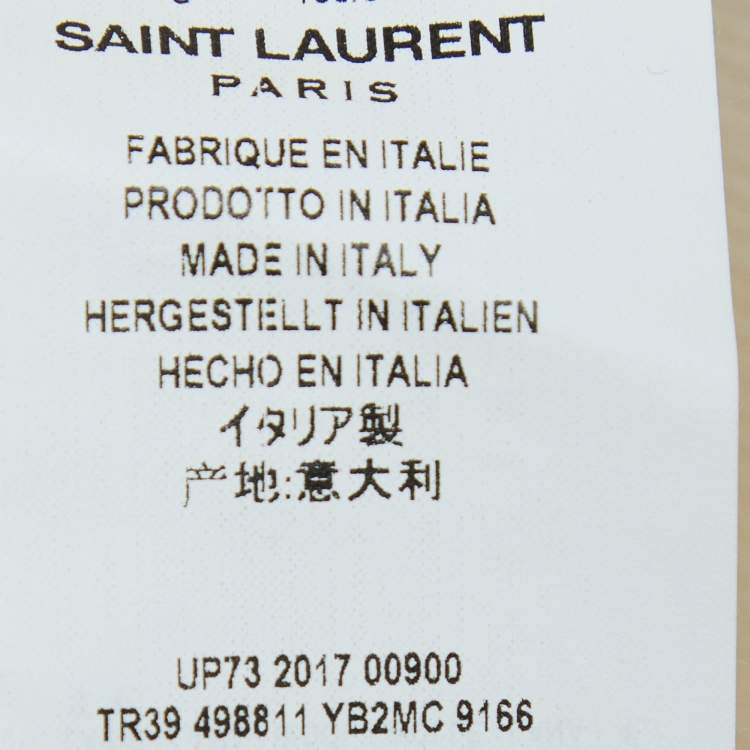 SAINT LAURENT
PARIS
FABRIQUE EN ITALIE
PRODOTTO IN ITALIA
MADE IN ITALY
HERGESTELLT IN ITALIEN
HECHO EN ITALIA
イタリア製
产地:意大利
UP73 2017 00900
TR39 498811 YB2MC 9166